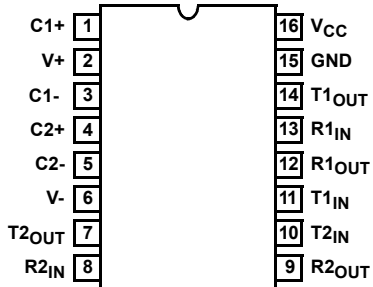 C1+ 1 16 VCC
V+ 2 15 GND
C1- 3 14 T1OUT
C2+ 4 13 R1IN
C2- 5 12 R1OUT
V- 6 11 T1IN
T2OUT 7 10 T2IN
R2IN 8 9 R2OUT